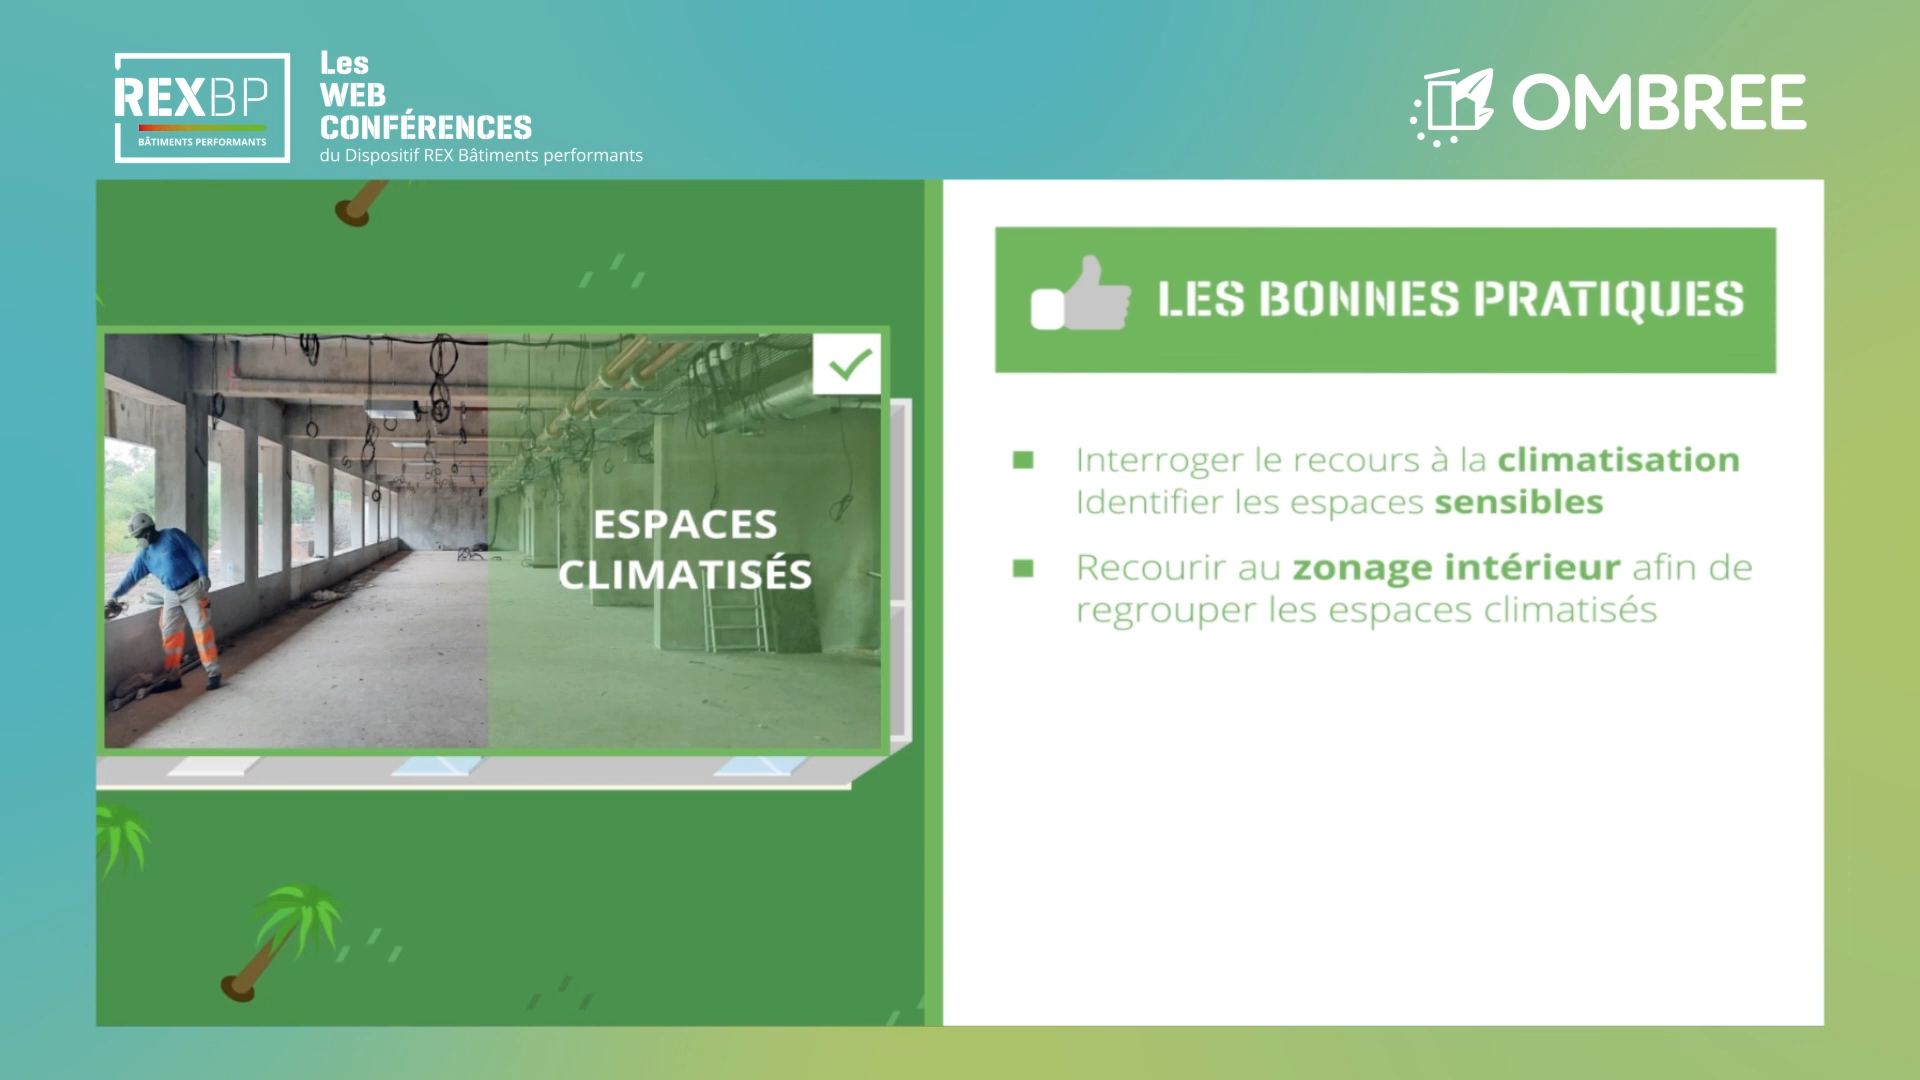 REXBP
BÂTIMENTS PERFORMANTS
Les
WEB
CONFÉRENCES
du Dispositif REX Bâtiments performants
OMBREE
ESPACES
CLIMATISÉS
LES BONNES PRATIQUES
Interroger le recours à la climatisation
Identifier les espaces sensibles
Recourir au zonage intérieur afin de
regrouper les espaces climatisés